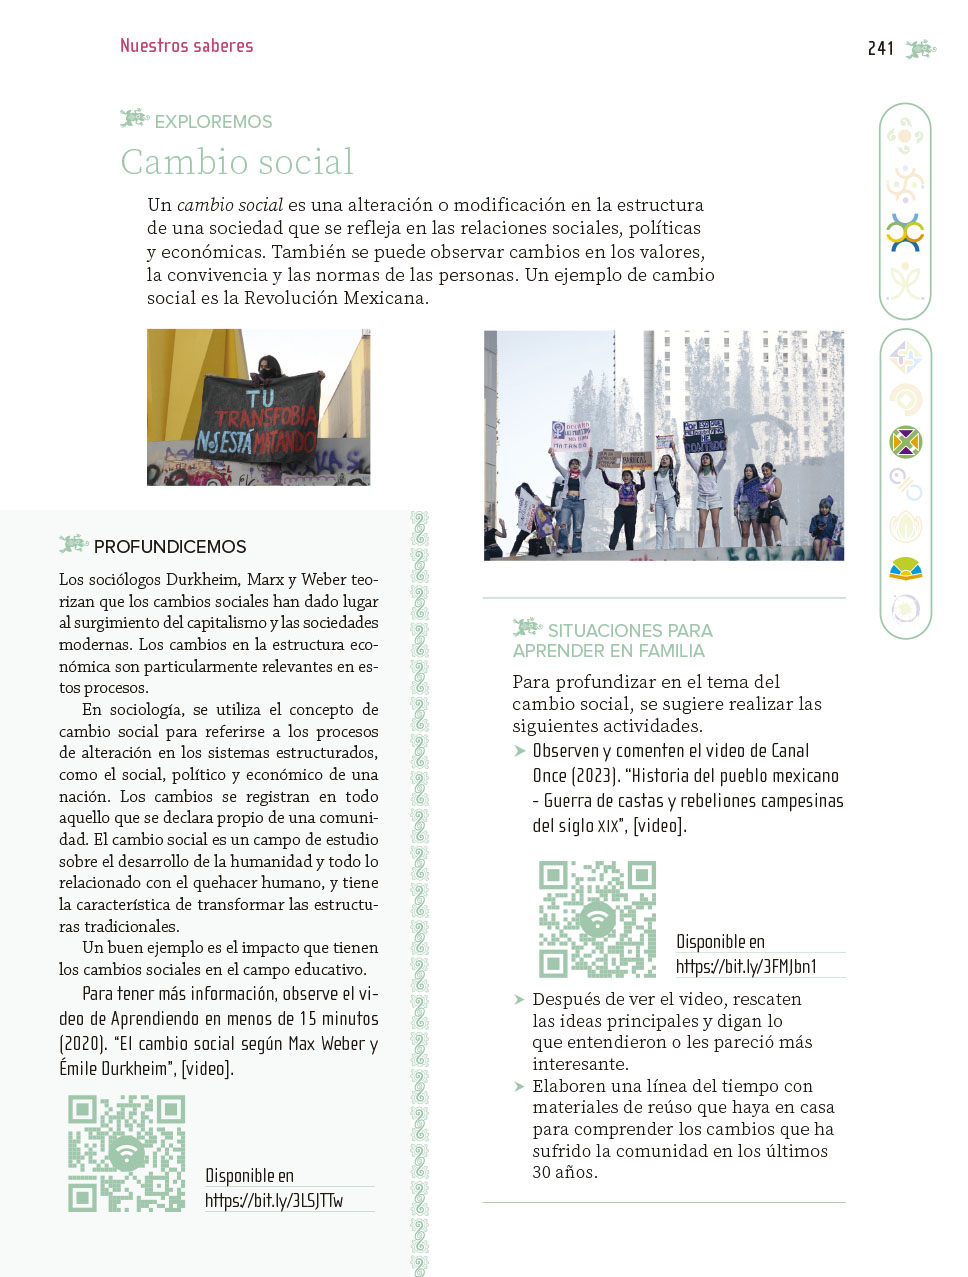 Nuestros saberes
241
EXPLOREMOS
Cambio social
Un cambio social es una alteración o modificación en la estructura
de una sociedad que se refleja en las relaciones sociales, políticas
y económicas. También se puede observar cambios en los valores,
la convivencia y las normas de las personas. Un ejemplo de cambio
social es la Revolución Mexicana.
TU
TRANSFOBIA
NOS ESTÁ MATANDO
MATANDO
PROFUNDICEMOS
Los sociólogos Durkheim, Marx y Weber teo-
rizan que los cambios sociales han dado lugar
al surgimiento del capitalismo y las sociedades
modernas. Los cambios en la estructura eco-
nómica son particularmente relevantes en es-
tos procesos.
En sociología, se utiliza el concepto de
cambio social para referirse a los procesos
de alteración en los sistemas estructurados,
como el social, político y económico de una
nación. Los cambios se registran en todo
aquello que se declara propio de una comuni-
dad. El cambio social es un campo de estudio
sobre el desarrollo de la humanidad y todo lo
relacionado con el quehacer humano, y tiene
la característica de transformar las estructu-
ras tradicionales.
Un buen ejemplo es el impacto que tienen
los cambios sociales en el campo educativo.
Para tener más información, observe el vi-
deo de Aprendiendo en menos de 15 minutos
(2020). “El cambio social según Max Weber y
Émile Durkheim”, [video].
Disponible en
https://bit.ly/3LSJTTw
SITUACIONES PARA
APRENDER EN FAMILIA
Para profundizar en el tema del
cambio social, se sugiere realizar las
siguientes actividades.
➤ Observen y comenten el video de Canal
Once (2023). “Historia del pueblo mexicano
- Guerra de castas y rebeliones campesinas
del siglo XIX”, [video].
Disponible en
https://bit.ly/3FMJbn1
➤ Después de ver el video, rescaten
las ideas principales y digan lo
que entendieron o les pareció más
interesante.
➤ Elaboren una línea del tiempo con
materiales de reúso que haya en casa
para comprender los cambios que ha
sufrido la comunidad en los últimos
30 años.